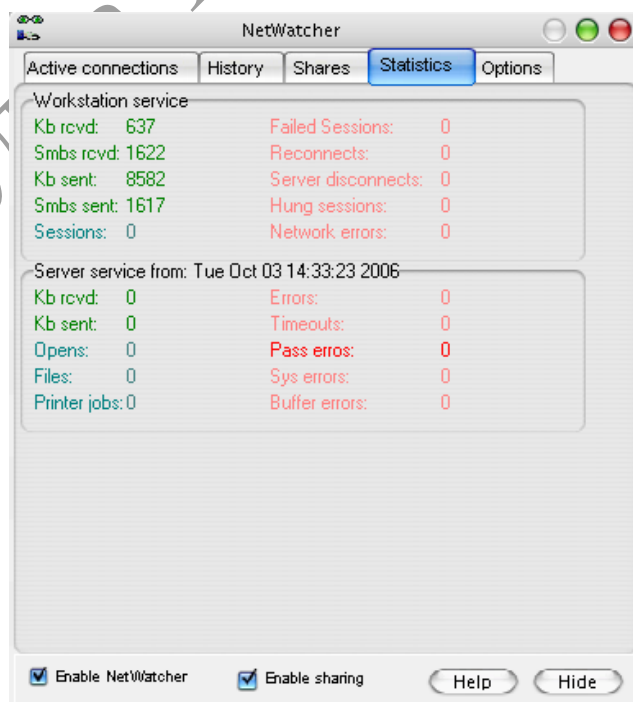 NetWatcher
Active connections History Shares Statistics Options
Workstation service
Kb rcvd: 637 Failed Sessions: 0
Smbs rcvd: 1622 Reconnects: 0
Kb sent: 8582 Server disconnects: 0
Smbs sent: 1617 Hung sessions: 0
Sessions: 0 Network errors: 0
Server service from: Tue Oct 03 14:33:23 2006
Kb rcvd: 0 Errors: 0
Kb sent: 0 Timeouts: 0
Opens: 0 Pass erros: 0
Files: 0 Sys errors: 0
Printer jobs: 0 Buffer errors: 0
Enable NetWatcher Enable sharing Help Hide